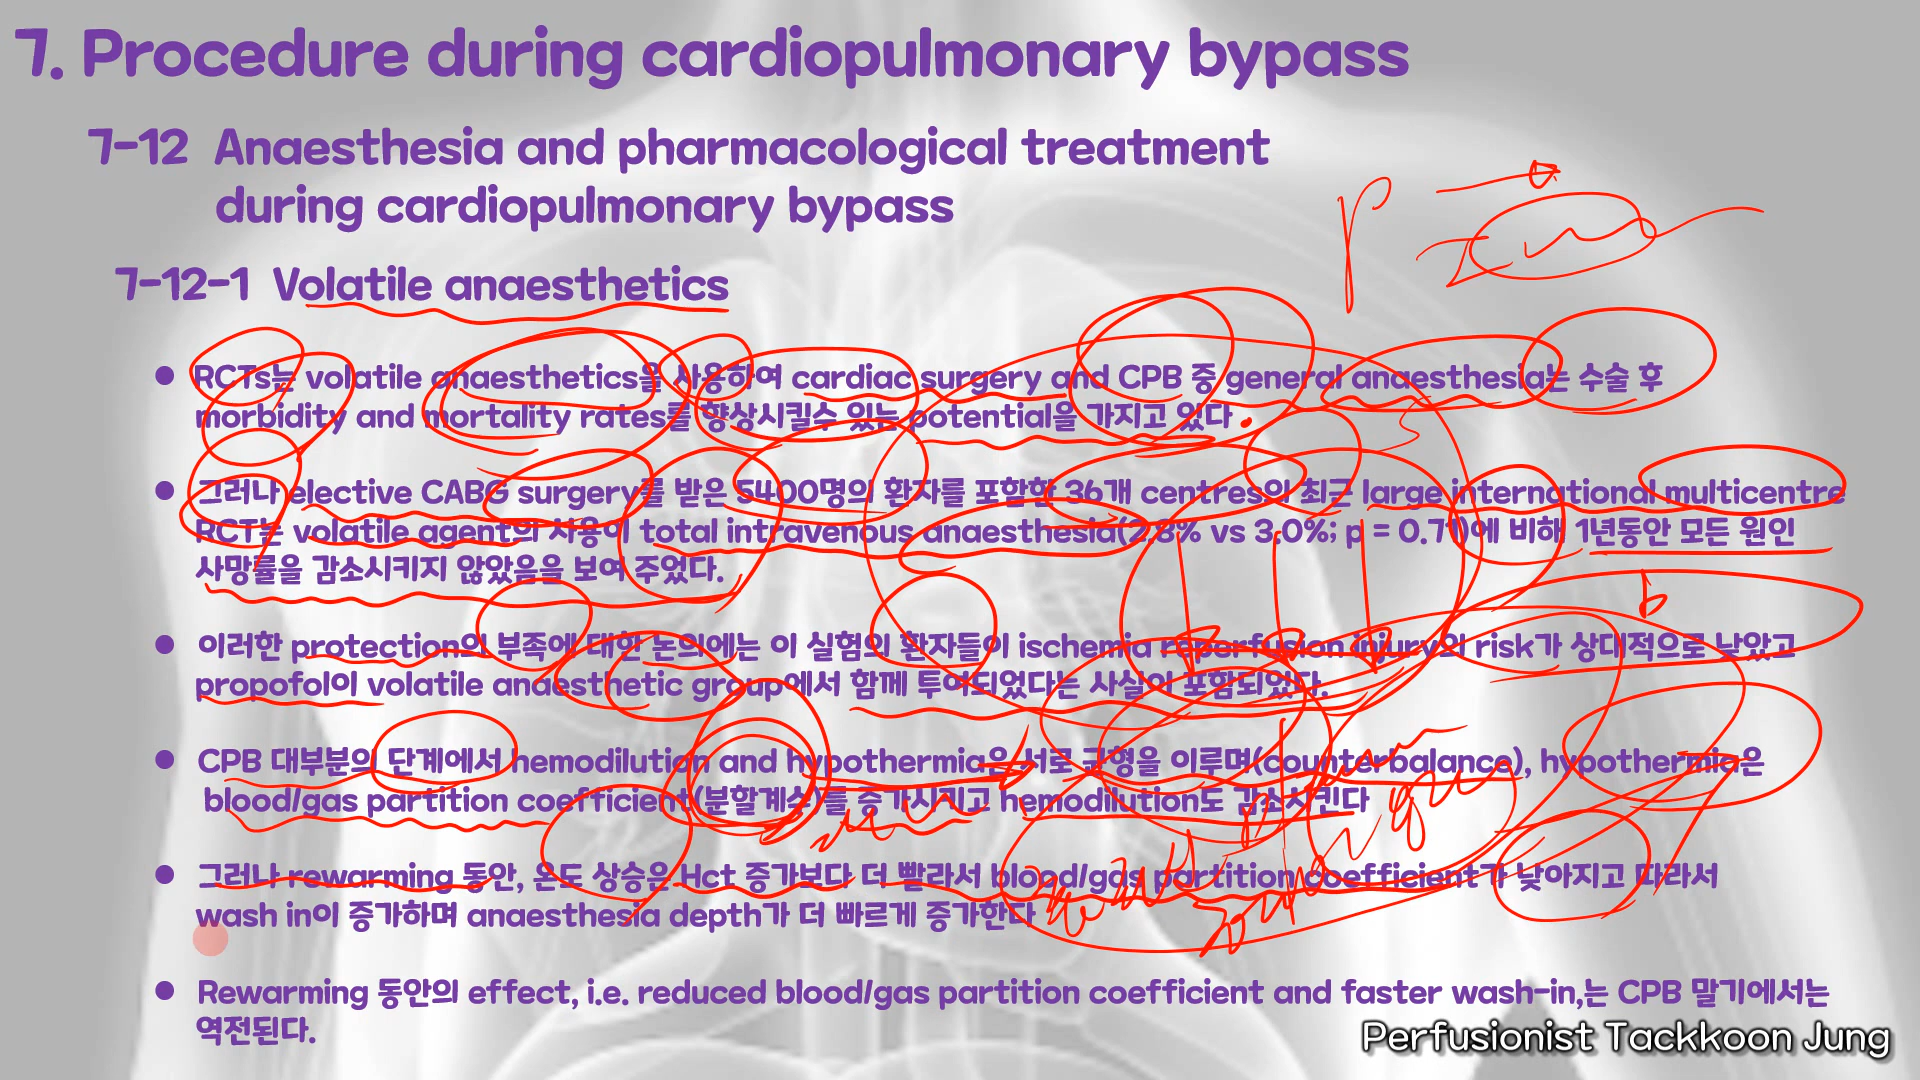 7. Procedure during cardiopulmonary bypass
7-12 Anaesthesia and pharmacological treatment
during cardiopulmonary bypass
7-12-1 Volatile anaesthetics
● RCTs는 volatile anaesthetics을 사용하여 cardiac surgery and CPB 중 general anaesthesia는 수술 후
morbidity and mortality rates를 향상시킬수 있는 potential을 가지고 있다.
● 그러나 elective CABG surgery를 받은 5400명의 환자를 포함한 36개 centres의 최근 large international multicentre
RCT는 volatile agent의 사용이 total intravenous anaesthesia(2.8% vs 3.0%; p = 0.71)에 비해 1년동안 모든 원인
사망률을 감소시키지 않았음을 보여 주었다.
● 이러한 protection의 부족에 대한 논의에는 이 실험의 환자들이 ischemia reperfusion injury의 risk가 상대적으로 낮았고
propofol이 volatile anaesthetic group에서 함께 투여되었다는 사실이 포함되었다.
● CPB 대부분의 단계에서 hemodilution and hypothermia은 서로 균형을 이루며(counterbalance), hypothermia은
blood/gas partition coefficient(분할계수)를 증가시키고 hemodilution도 감소시킨다
● 그러나 rewarming 동안, 온도 상승은 Hct 증가보다 더 빨라서 blood/gas partition coefficient가 낮아지고 따라서
wash in이 증가하며 anaesthesia depth가 더 빠르게 증가한다
● Rewarming 동안의 effect, i.e. reduced blood/gas partition coefficient and faster wash-in,는 CPB 말기에서는
역전된다.
Perfusionist Tackkoon Jung